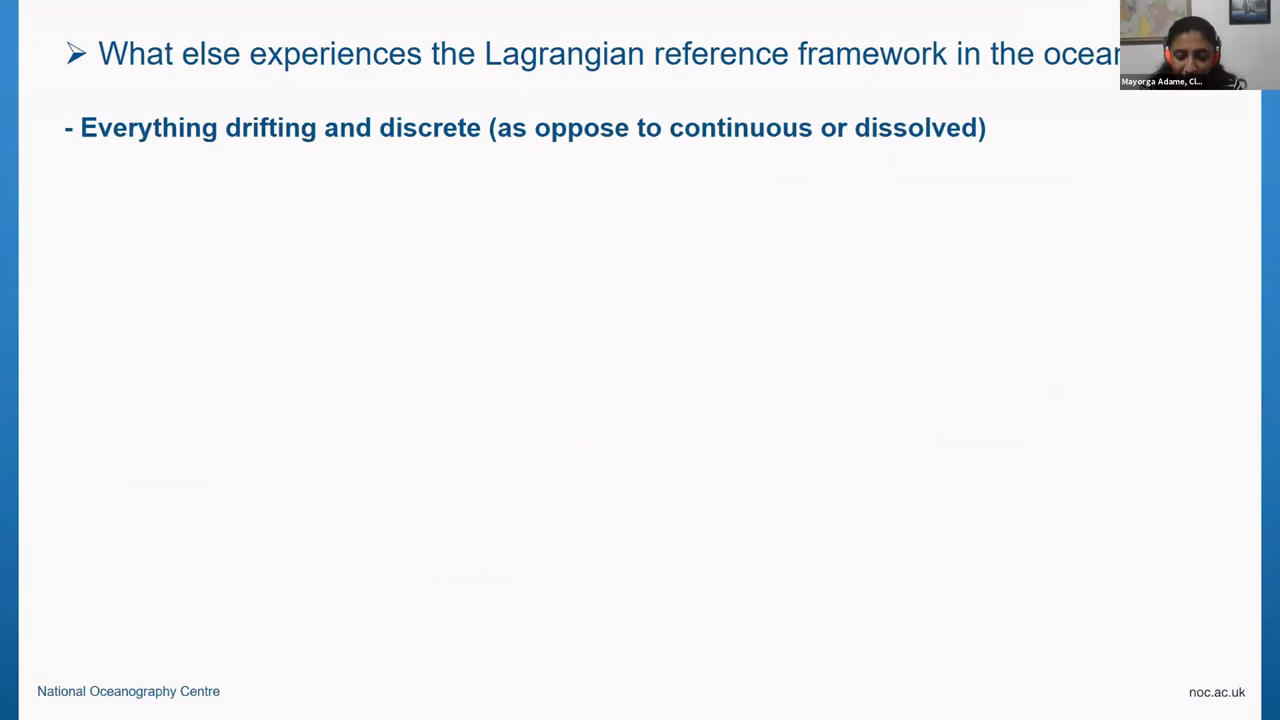 What else experiences the Lagrangian reference framework in the ocean
Mayorga Adame, Cl...
- Everything drifting and discrete (as oppose to continuous or dissolved)
National Oceanography Centre
noc.ac.uk